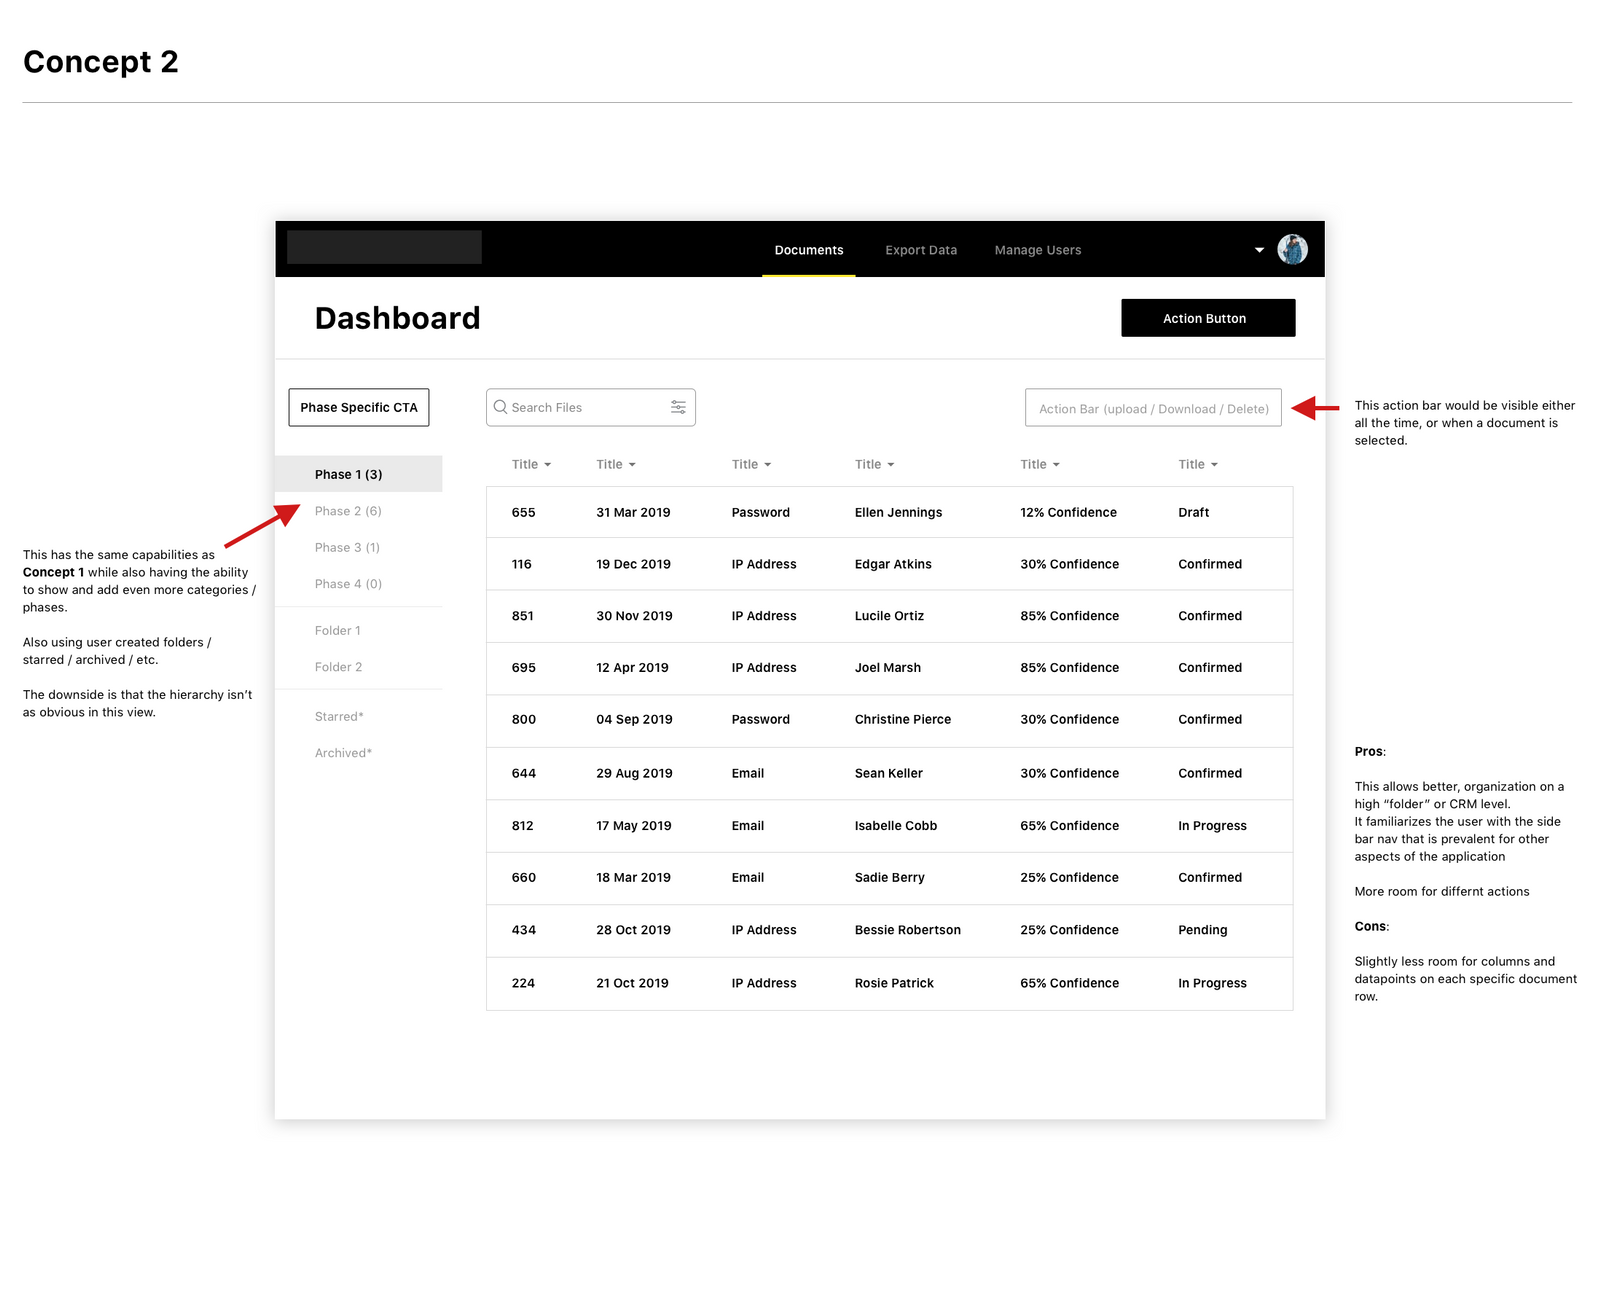 Concept 2
Documents
Export Data
Manage Users
Dashboard
Action Button
Phase Specific CTA
Search Files
Action Bar (upload / Download / Delete)
This action bar would be visible either
all the time, or when a document is
selected.
Phase 1 (3)
Phase 2 (6)
Phase 3 (1)
Phase 4 (0)
Folder 1
Folder 2
Starred*
Archived*
This has the same capabilities as
Concept 1 while also having the ability
to show and add even more categories /
phases.
Also using user created folders /
starred / archived / etc.
The downside is that the hierarchy isn’t
as obvious in this view.
Title Title Title Title Title Title
655 31 Mar 2019 Password Ellen Jennings 12% Confidence Draft
116 19 Dec 2019 IP Address Edgar Atkins 30% Confidence Confirmed
851 30 Nov 2019 IP Address Lucile Ortiz 85% Confidence Confirmed
695 12 Apr 2019 IP Address Joel Marsh 85% Confidence Confirmed
800 04 Sep 2019 Password Christine Pierce 30% Confidence Confirmed
644 29 Aug 2019 Email Sean Keller 30% Confidence Confirmed
812 17 May 2019 Email Isabelle Cobb 65% Confidence In Progress
660 18 Mar 2019 Email Sadie Berry 25% Confidence Confirmed
434 28 Oct 2019 IP Address Bessie Robertson 25% Confidence Pending
224 21 Oct 2019 IP Address Rosie Patrick 65% Confidence In Progress
Pros:
This allows better, organization on a
high “folder” or CRM level.
It familiarizes the user with the side
bar nav that is prevalent for other
aspects of the application
More room for differnt actions
Cons:
Slightly less room for columns and
datapoints on each specific document
row.